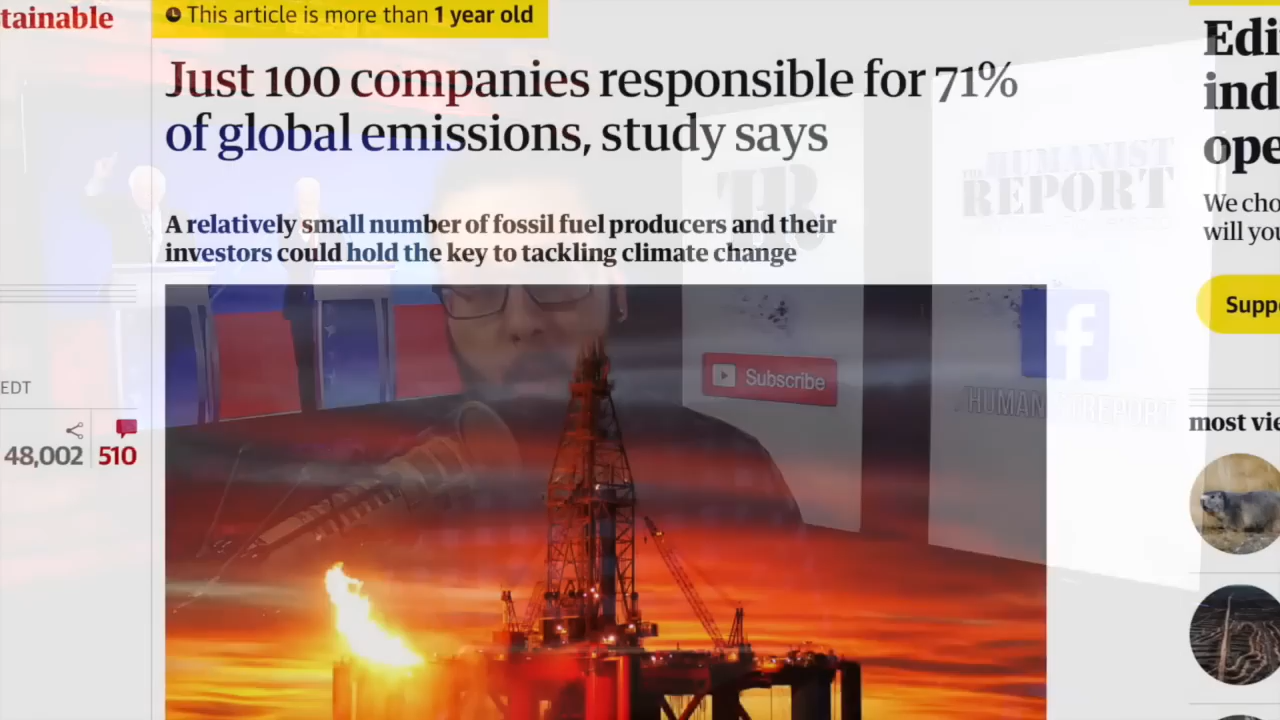 tainable
This article is more than 1 year old
Just 100 companies responsible for 71%
of global emissions, study says
A relatively small number of fossil fuel producers and their
investors could hold the key to tackling climate change
EDT
48,002 510
THE HUMANIST
REPORT
Subscribe
f
Edi
ind
ope
We cho
will you
Supp
most vie